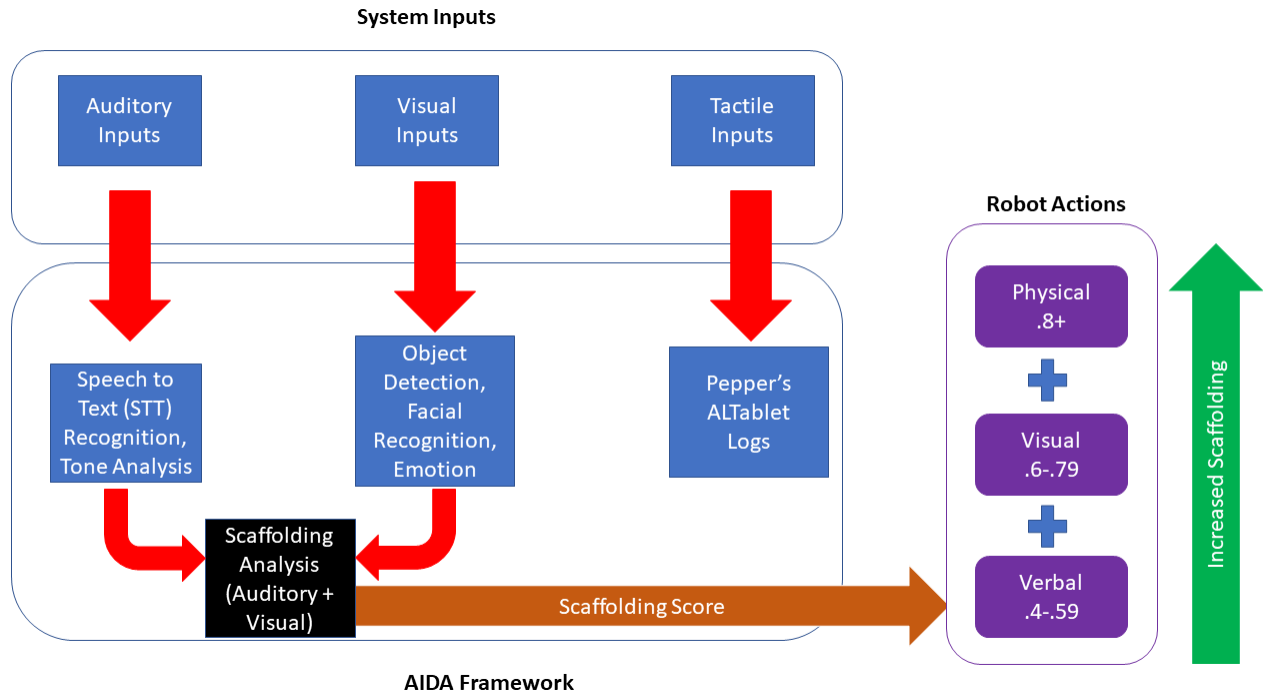 System Inputs
Auditory
Inputs
Visual
Inputs
Tactile
Inputs
Speech to
Text (STT)
Recognition,
Tone Analysis
Object
Detection,
Facial
Recognition,
Emotion
Pepper's
ALTablet
Logs
Scaffolding
Analysis
(Auditory +
Visual)
Scaffolding Score
AIDA Framework
Robot Actions
Physical
.8+
Visual
.6-.79
Verbal
.4-.59
Increased Scaffolding